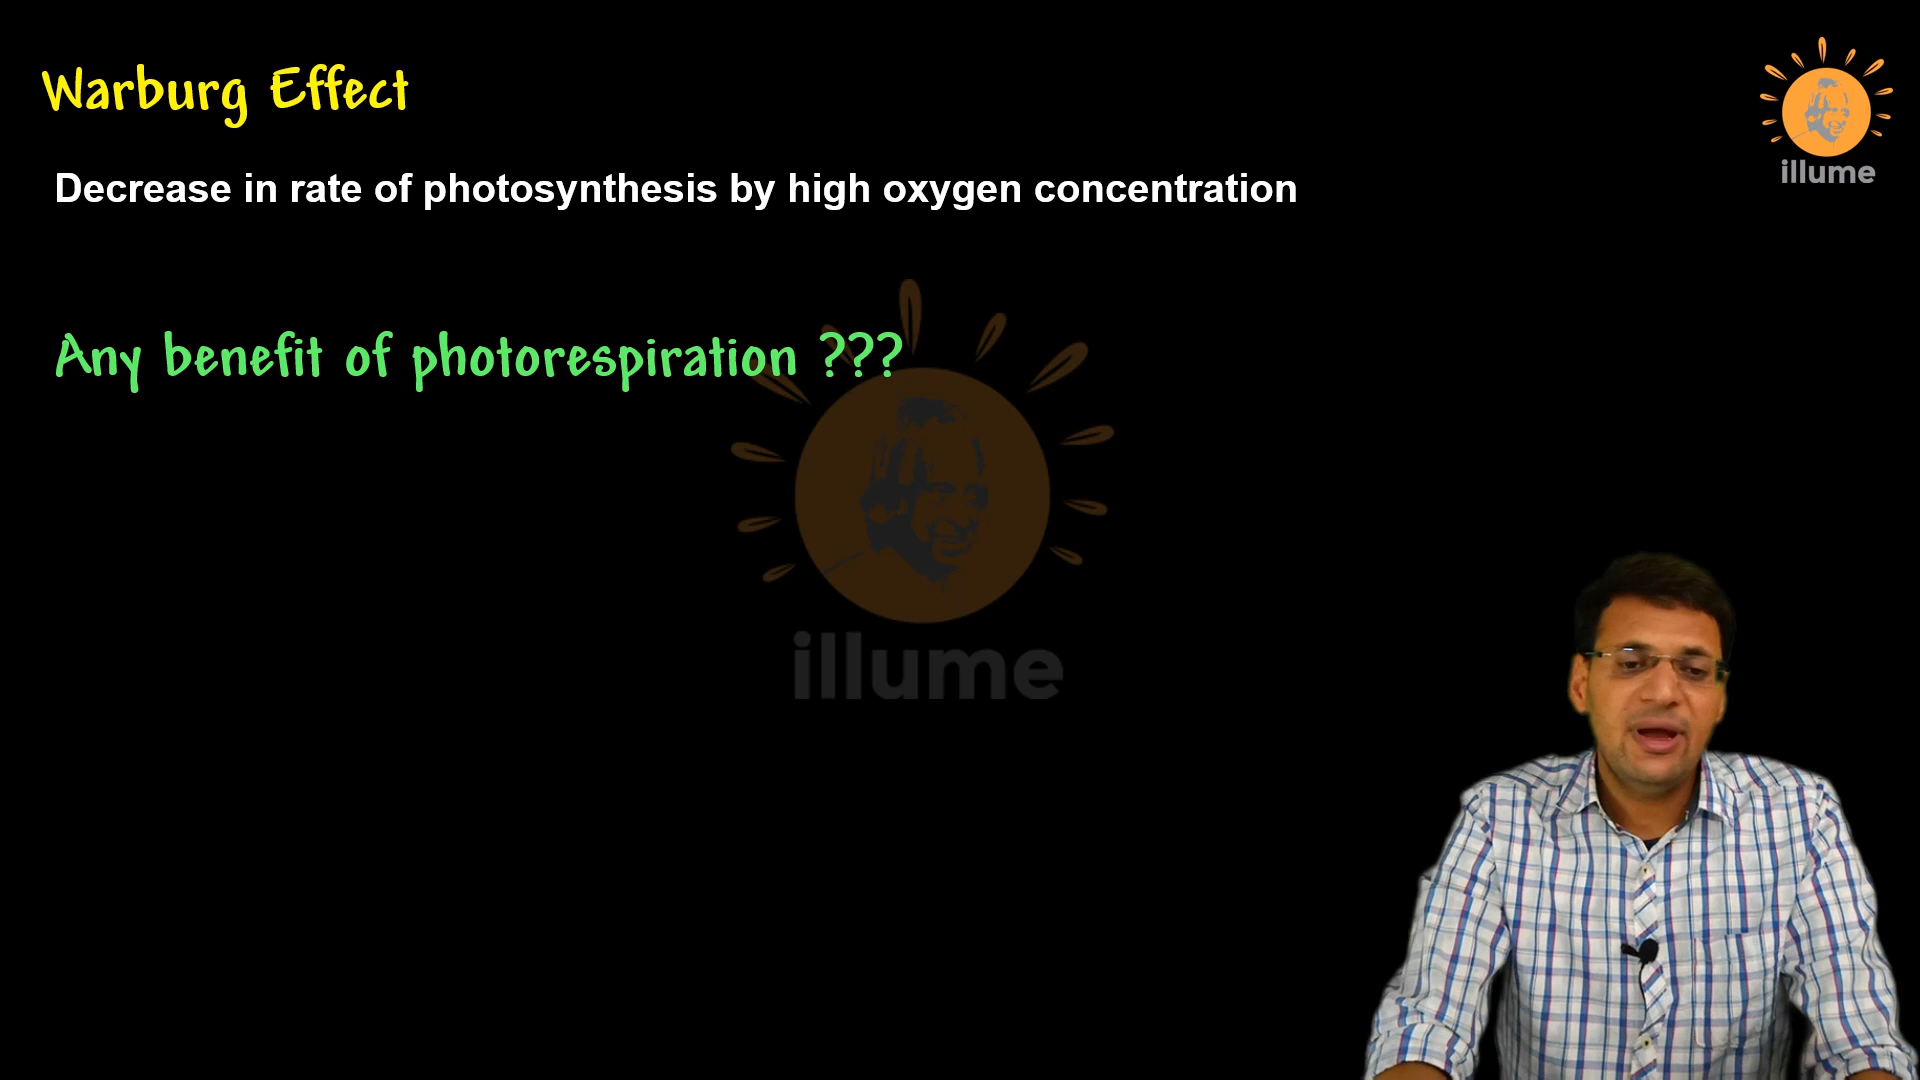 Warburg Effect
illume
Decrease in rate of photosynthesis by high oxygen concentration
Any benefit of photorespiration ???
illume